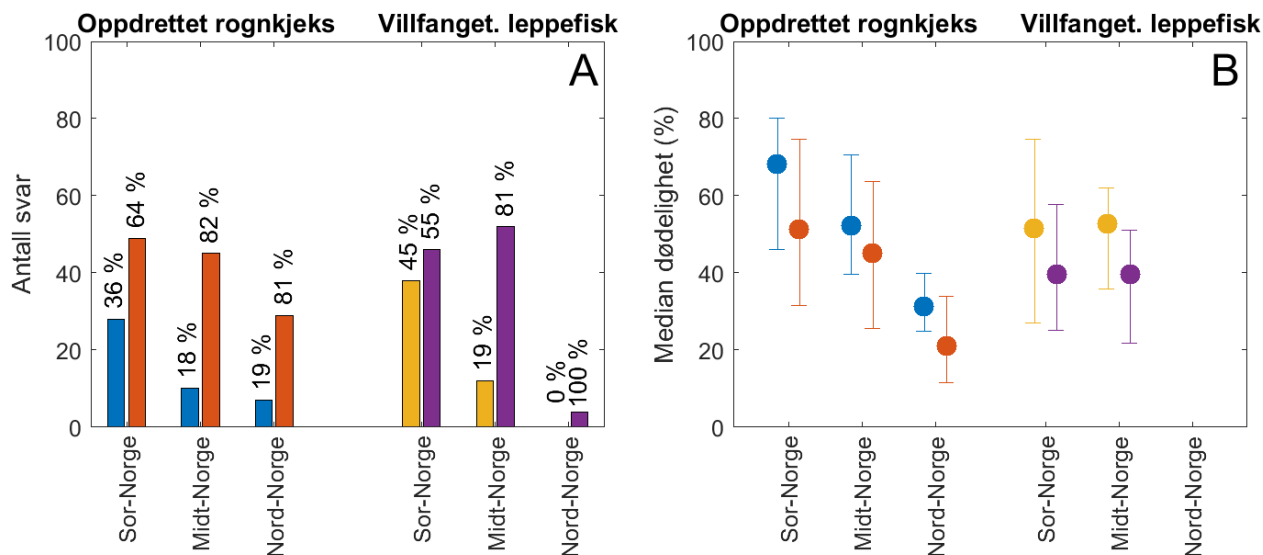 Oppdrettet rognkjeks
Villfanget. leppefisk
A
Antall svar
100
80
60
40
20
0
36 %
64 %
18 %
82 %
19 %
81 %
45 %
55 %
19 %
81 %
0 %
100 %
Sor-Norge
Midt-Norge
Nord-Norge
Sor-Norge
Midt-Norge
Nord-Norge
Oppdrettet rognkjeks
Villfanget. leppefisk
B
Median dødelighet (%)
100
80
60
40
20
0
Sor-Norge
Midt-Norge
Nord-Norge
Sor-Norge
Midt-Norge
Nord-Norge